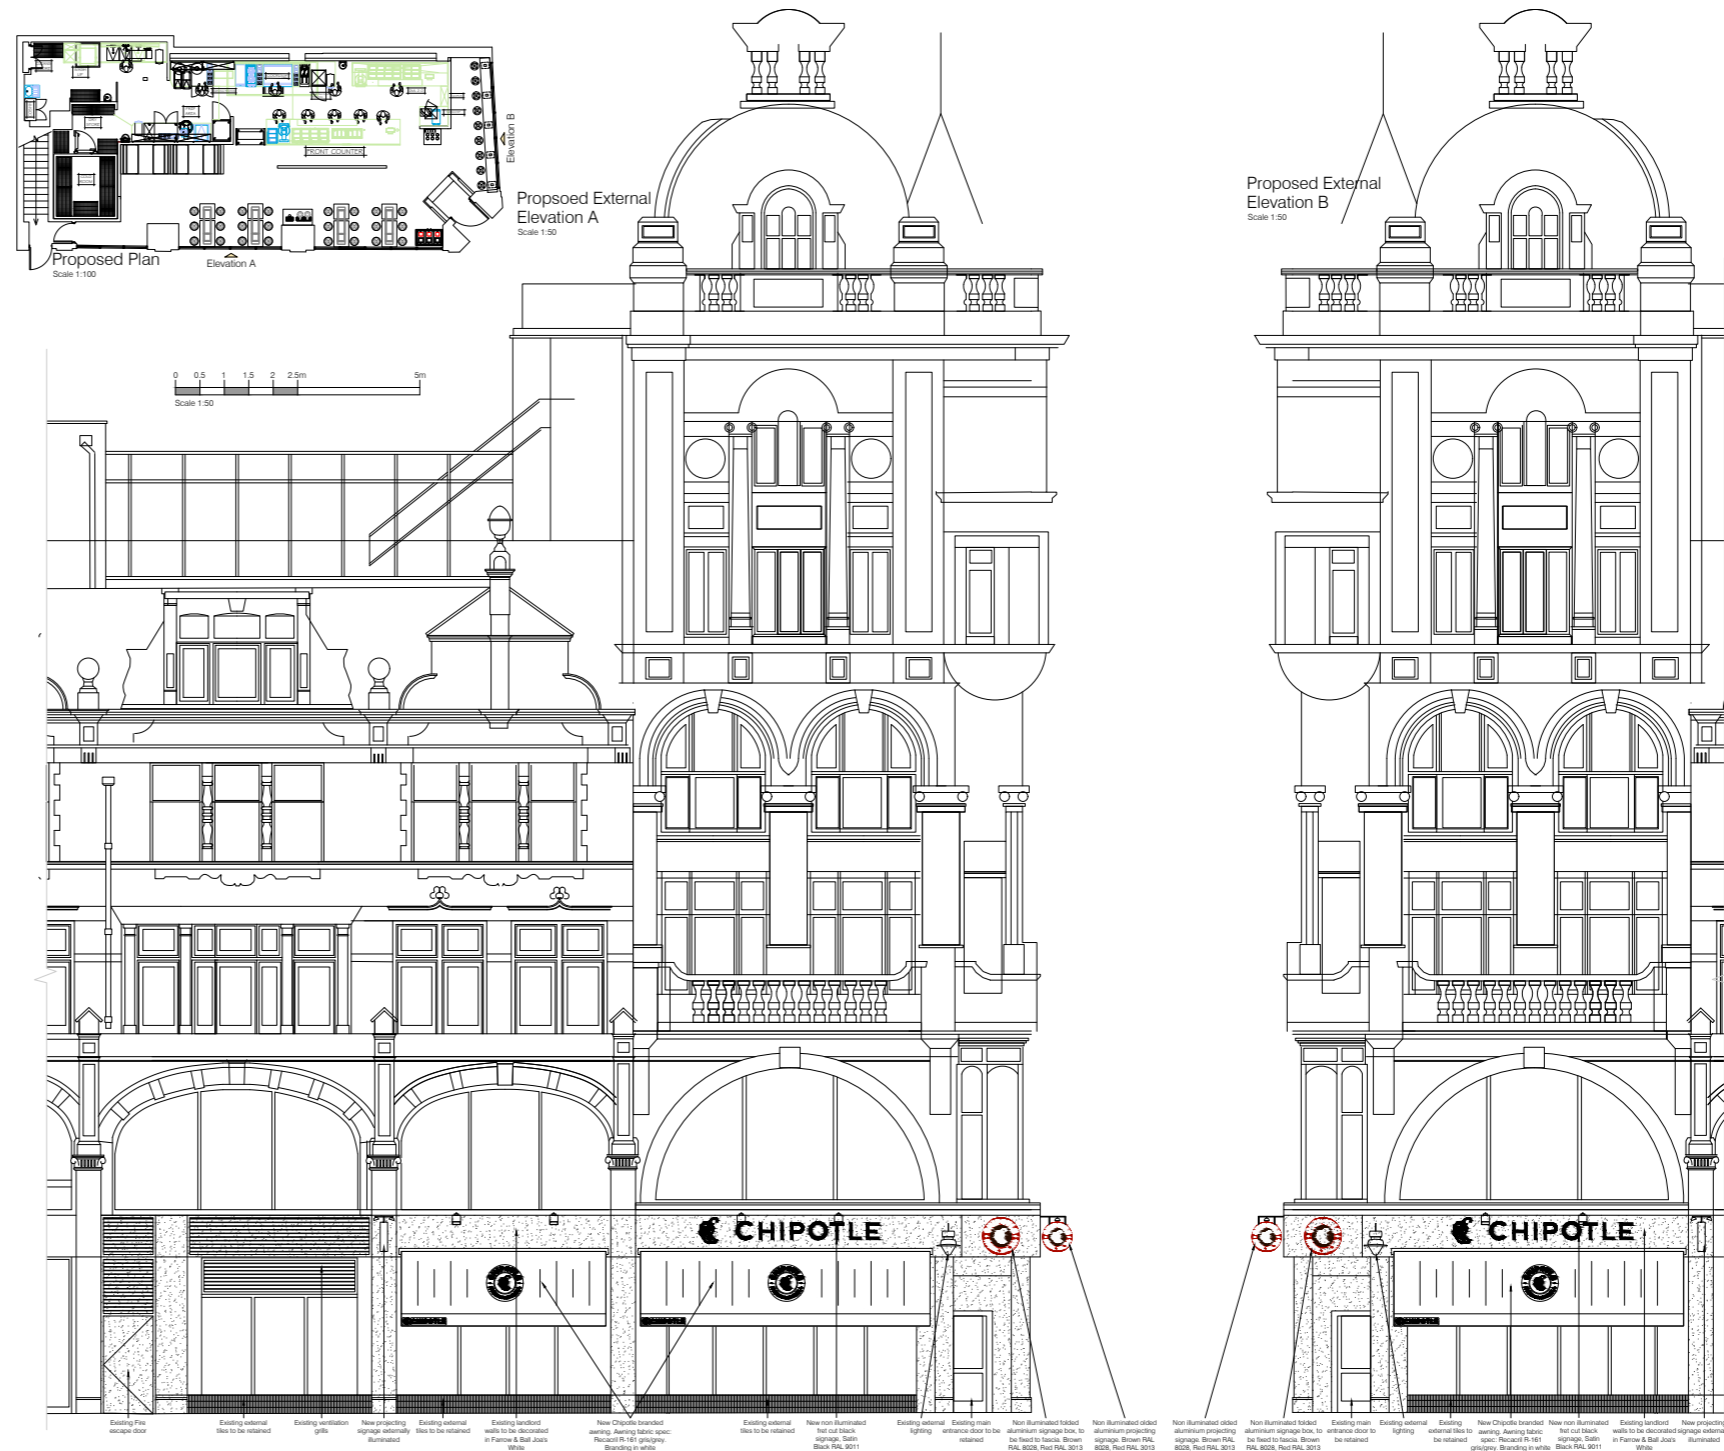 FRONT COUNTER
Elevation B
Proposed Plan
Scale 1:100
Elevation A
Propsoed External
Elevation A
Scale 1:50
Proposed External
Elevation B
Scale 1:50
0 0.5 1 1.5 2 2.5m 5m
Scale 1:50
CHIPOTLE
CHIPOTLE
Existing Fire
escape door
Existing external
tiles to be retained
Existing ventilation
grills
New projecting
signage externally
illuminated
Existing external
tiles to be retained
Existing landlord
walls to be decorated
in Farrow & Ball Joa's
White
New Chipotle branded
awning. Awning fabric spec:
Recacril R-161 gris/grey.
Branding in white
Existing external
tiles to be retained
New non illuminated
fret cut black
signage, Satin
Black RAL 9011
Existing external
lighting
Existing main
entrance door to be
retained
Non illuminated folded
aluminium signage box, to
be fixed to fascia. Brown
RAL 8028, Red RAL 3013
Non illuminated olded
aluminium projecting
signage. Brown RAL
8028, Red RAL 3013
Non illuminated olded
aluminium projecting
signage. Brown RAL
8028, Red RAL 3013
Non illuminated folded
aluminium signage box, to
be fixed to fascia. Brown
RAL 8028, Red RAL 3013
Existing main
entrance door to
be retained
Existing external
lighting
Existing
external tiles to
be retained
New Chipotle branded
awning. Awning fabric
spec: Recacril R-161
gris/grey. Branding in white
New non illuminated
fret cut black
signage, Satin
Black RAL 9011
Existing landlord
walls to be decorated
in Farrow & Ball Joa's
White
New projecting
signage externally
illuminated